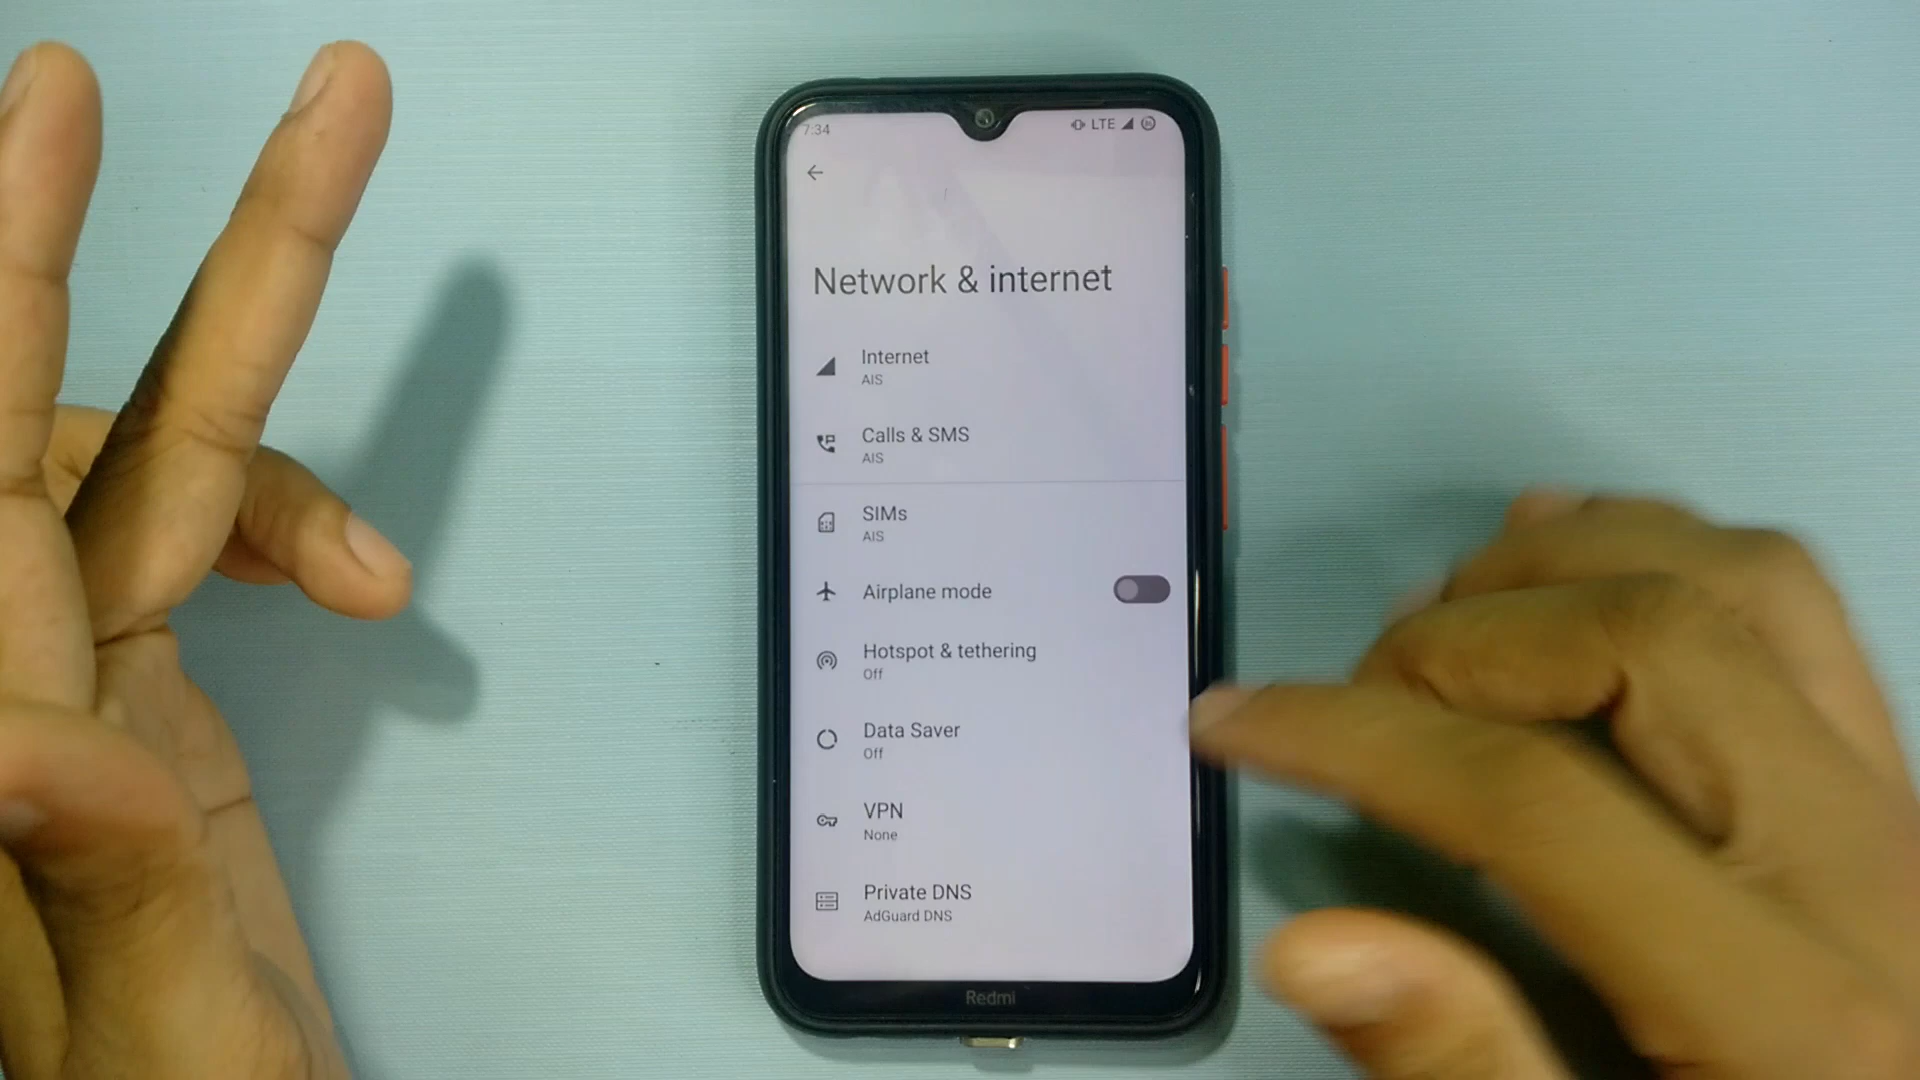 7:34
LTE
Network & internet
Internet
AIS
Calls & SMS
AIS
SIMs
AIS
Airplane mode
Hotspot & tethering
Off
Data Saver
Off
VPN
None
Private DNS
AdGuard DNS
Redmi